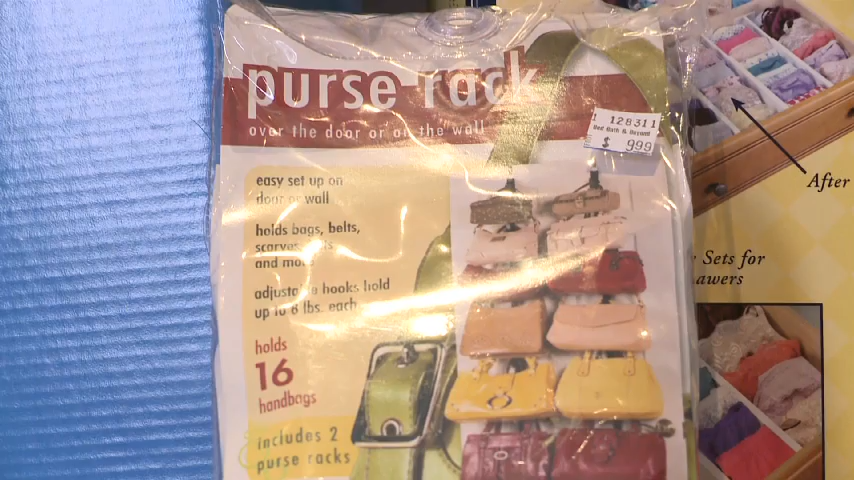 purse rack
over the door or on the wall
128311
Bed Bath & Beyond
$ 999
easy set up on
door or wall
holds bags, belts,
scarves,
and more
adjustable hooks hold
up to 8 lbs. each
holds
16
handbags
includes 2
purse racks
After
Sets for